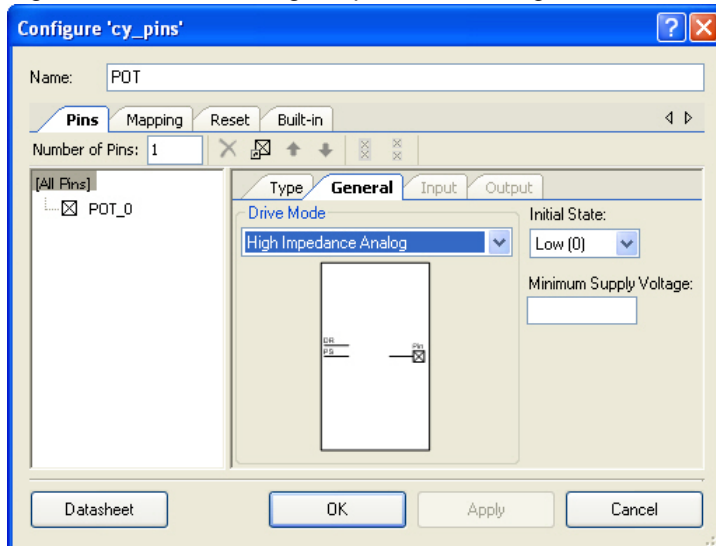 Configure 'cy_pins'
Name: POT
Pins Mapping Reset Built-in
Number of Pins: 1
[All Pins]
POT_0
Type General Input Output
Drive Mode
High Impedance Analog
Initial State:
Low (0)
Minimum Supply Voltage:
DR
PS
Pin
Datasheet OK Apply Cancel